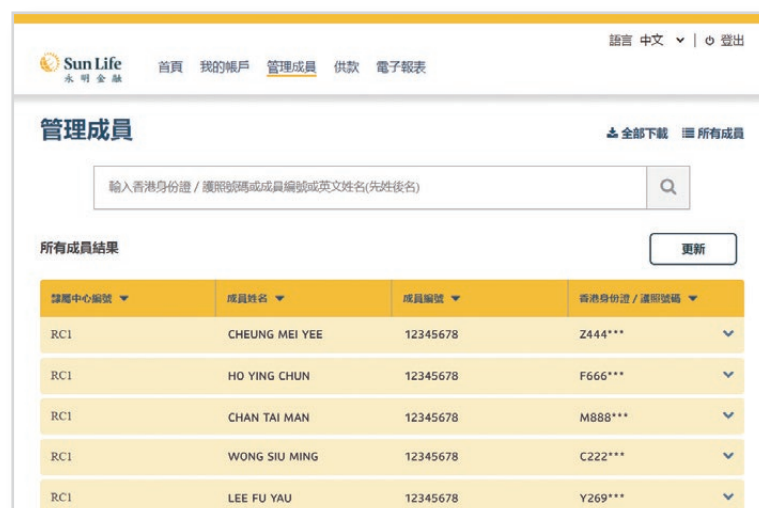 語言 中文 | 登出
Sun Life
永明金融
首頁 我的帳戶 管理成員 供款 電子報表
管理成員
全部下載 所有成員
輸入香港身份證 / 護照號碼或成員編號或英文姓名(先姓後名)
所有成員結果
更新
隸屬中心編號 成員姓名 成員編號 香港身份證 / 護照號碼
RC1 CHEUNG MEI YEE 12345678 Z444***
RC1 HO YING CHUN 12345678 F666***
RC1 CHAN TAI MAN 12345678 M888***
RC1 WONG SIU MING 12345678 C222***
RC1 LEE FU YAU 12345678 Y269***